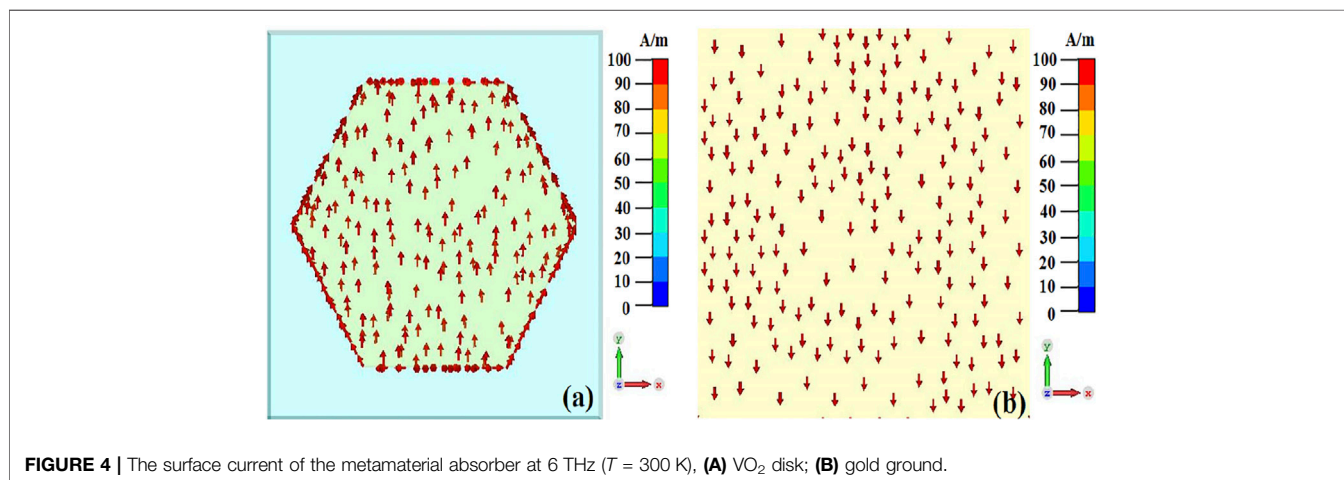 A/m
100
90
80
70
60
50
40
30
20
10
0
Y
Z
X
(a)
A/m
100
90
80
70
60
50
40
30
20
10
0
Y
Z
X
(b)
FIGURE 4 | The surface current of the metamaterial absorber at 6 THz (T = 300 K), (A) VO₂ disk; (B) gold ground.